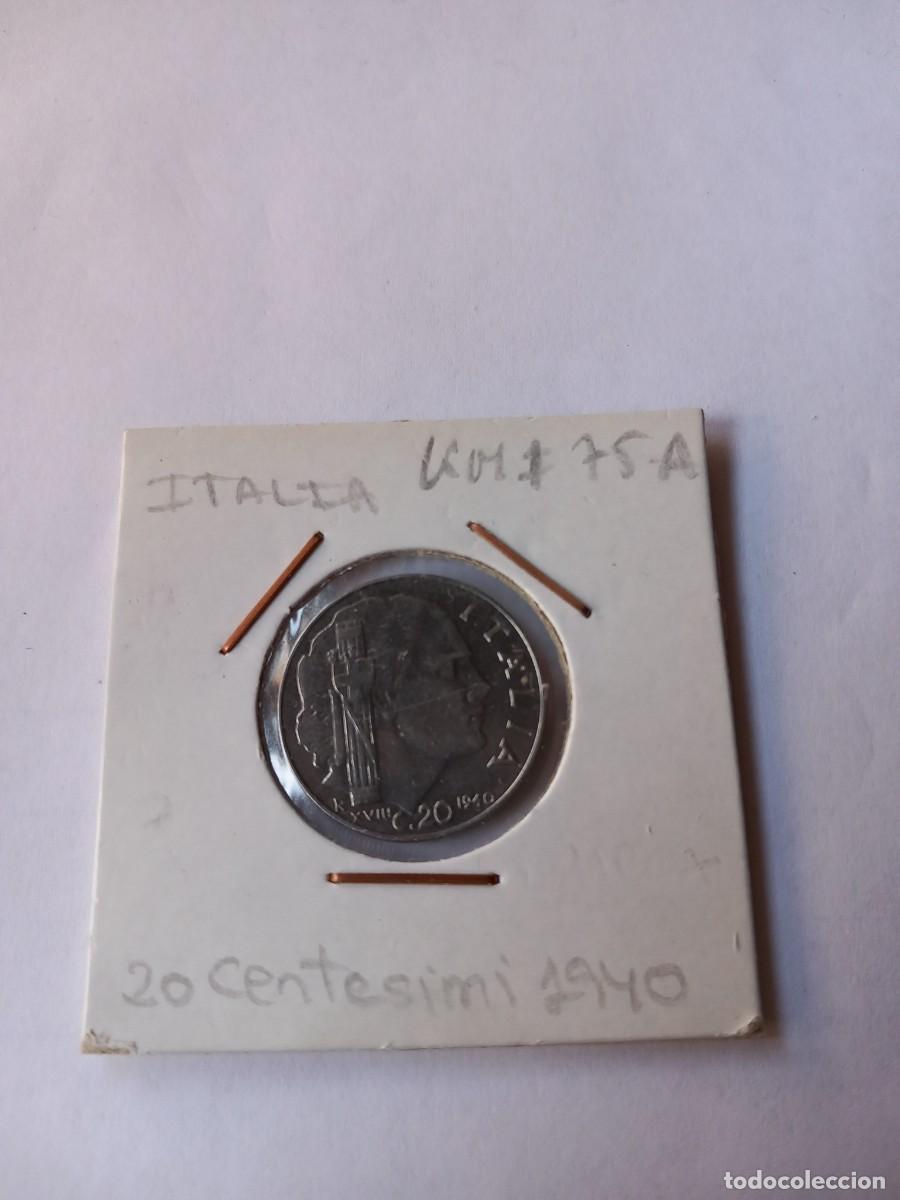 ITALIA KM# 75-A
ITALIA
R XVIII C.20 1940
20 Centesimi 1940
todocoleccion